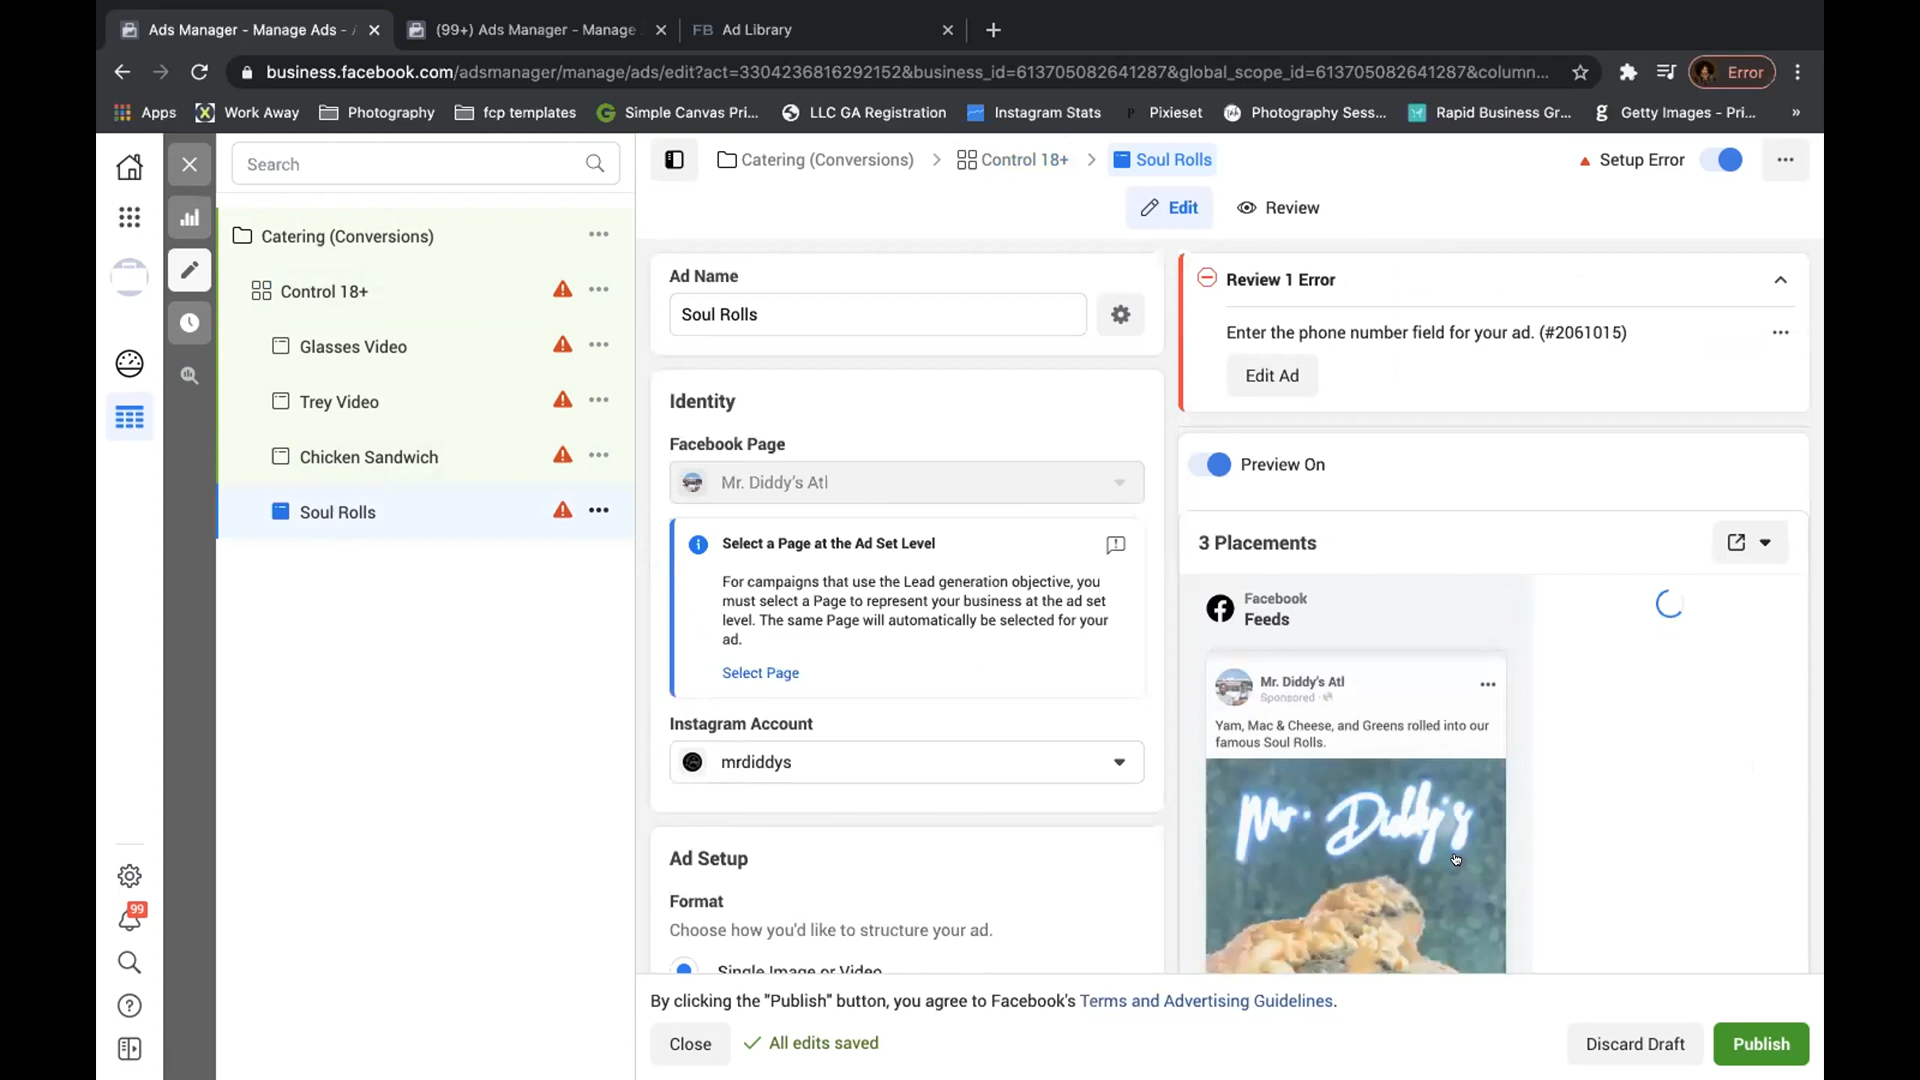 Ads Manager - Manage Ads - A
(99+) Ads Manager - Manage
FB Ad Library
business.facebook.com/adsmanager/manage/ads/edit?act=3304236816292152&business_id=613705082641287&global_scope_id=613705082641287&column...
Error
Apps
Work Away
Photography
fcp templates
Simple Canvas Pri...
LLC GA Registration
Instagram Stats
Pixieset
Photography Sess...
Rapid Business Gr...
Getty Images - Pri...
Search
Catering (Conversions)
Control 18+
Soul Rolls
Setup Error
Edit
Review
Catering (Conversions)
Control 18+
Glasses Video
Trey Video
Chicken Sandwich
Soul Rolls
99
Ad Name
Soul Rolls
Identity
Facebook Page
Mr. Diddy's Atl
Select a Page at the Ad Set Level
For campaigns that use the Lead generation objective, you
must select a Page to represent your business at the ad set
level. The same Page will automatically be selected for your
ad.
Select Page
Instagram Account
mrdiddys
Ad Setup
Format
Choose how you'd like to structure your ad.
Single Image or Video
Review 1 Error
Enter the phone number field for your ad. (#2061015)
Edit Ad
Preview On
3 Placements
Facebook
Feeds
Mr. Diddy's Atl
Sponsored
Yam, Mac & Cheese, and Greens rolled into our
famous Soul Rolls.
Mr. Diddy's
By clicking the "Publish" button, you agree to Facebook's Terms and Advertising Guidelines.
Close
All edits saved
Discard Draft
Publish